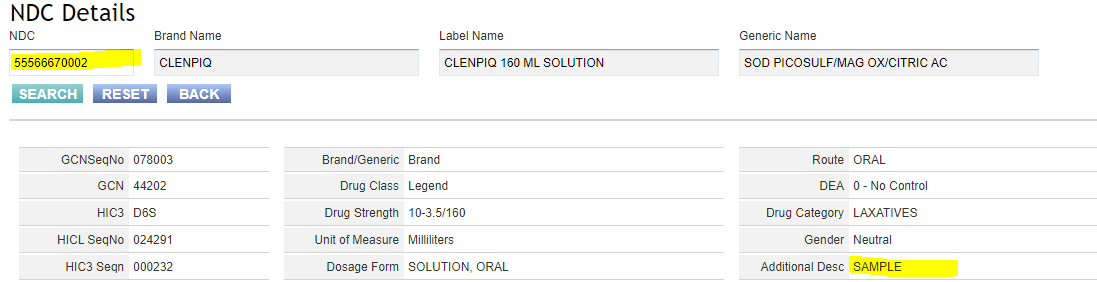 NDC Details
NDC Brand Name Label Name Generic Name
55566670002 CLENPIQ CLENPIQ 160 ML SOLUTION SOD PICOSULF/MAG OX/CITRIC AC
SEARCH RESET BACK
GCNSeqNo 078003 Brand/Generic Brand Route ORAL
GCN 44202 Drug Class Legend DEA 0 - No Control
HIC3 D6S Drug Strength 10-3.5/160 Drug Category LAXATIVES
HICL SeqNo 024291 Unit of Measure Milliliters Gender Neutral
HIC3 Seqn 000232 Dosage Form SOLUTION, ORAL Additional Desc SAMPLE